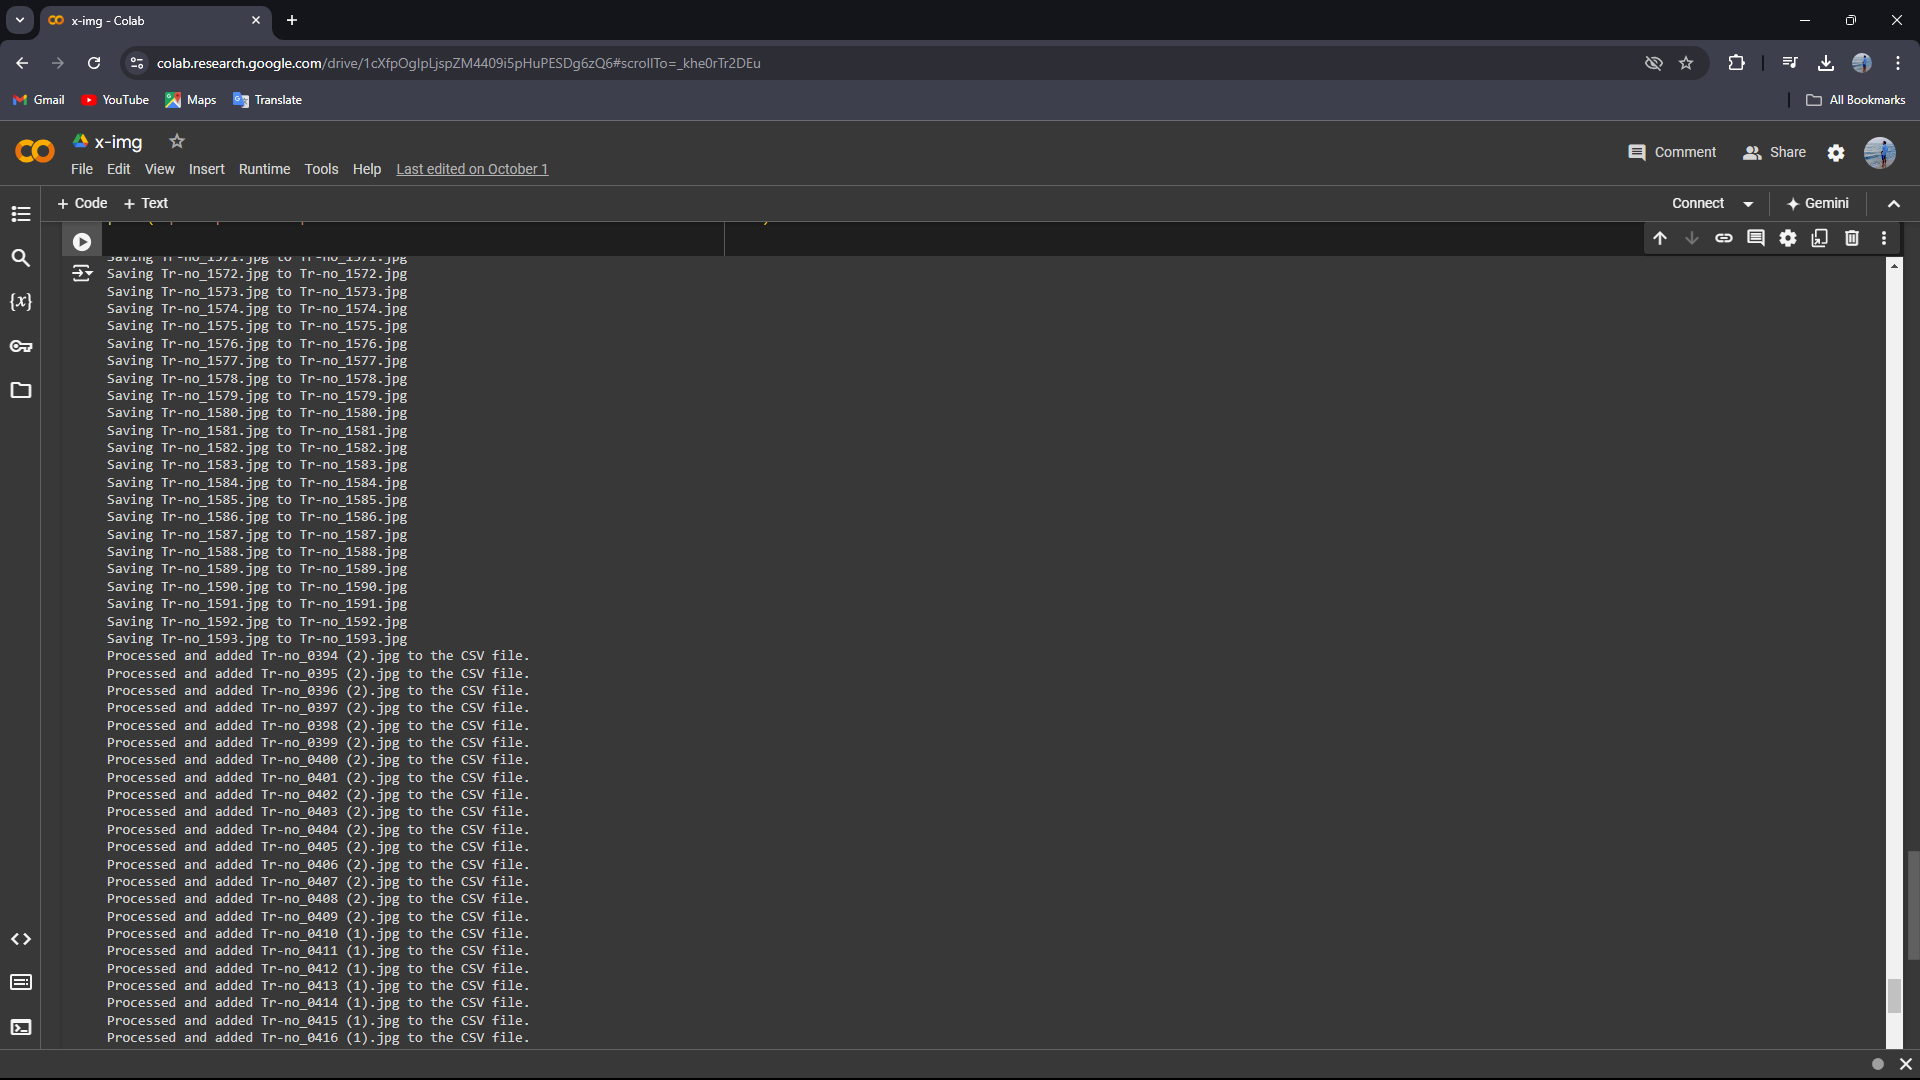 x-img - Colab
colab.research.google.com/drive/1cXfpOglpLjspZM4409i5pHuPESDg6zQ6#scrollTo=_khe0rTr2DEu
Gmail YouTube Maps Translate All Bookmarks
x-img
File Edit View Insert Runtime Tools Help Last edited on October 1
Comment Share
+ Code + Text Connect Gemini
Saving Tr-no_1571.jpg to Tr-no_1571.jpg
Saving Tr-no_1572.jpg to Tr-no_1572.jpg
Saving Tr-no_1573.jpg to Tr-no_1573.jpg
Saving Tr-no_1574.jpg to Tr-no_1574.jpg
Saving Tr-no_1575.jpg to Tr-no_1575.jpg
Saving Tr-no_1576.jpg to Tr-no_1576.jpg
Saving Tr-no_1577.jpg to Tr-no_1577.jpg
Saving Tr-no_1578.jpg to Tr-no_1578.jpg
Saving Tr-no_1579.jpg to Tr-no_1579.jpg
Saving Tr-no_1580.jpg to Tr-no_1580.jpg
Saving Tr-no_1581.jpg to Tr-no_1581.jpg
Saving Tr-no_1582.jpg to Tr-no_1582.jpg
Saving Tr-no_1583.jpg to Tr-no_1583.jpg
Saving Tr-no_1584.jpg to Tr-no_1584.jpg
Saving Tr-no_1585.jpg to Tr-no_1585.jpg
Saving Tr-no_1586.jpg to Tr-no_1586.jpg
Saving Tr-no_1587.jpg to Tr-no_1587.jpg
Saving Tr-no_1588.jpg to Tr-no_1588.jpg
Saving Tr-no_1589.jpg to Tr-no_1589.jpg
Saving Tr-no_1590.jpg to Tr-no_1590.jpg
Saving Tr-no_1591.jpg to Tr-no_1591.jpg
Saving Tr-no_1592.jpg to Tr-no_1592.jpg
Saving Tr-no_1593.jpg to Tr-no_1593.jpg
Processed and added Tr-no_0394 (2).jpg to the CSV file.
Processed and added Tr-no_0395 (2).jpg to the CSV file.
Processed and added Tr-no_0396 (2).jpg to the CSV file.
Processed and added Tr-no_0397 (2).jpg to the CSV file.
Processed and added Tr-no_0398 (2).jpg to the CSV file.
Processed and added Tr-no_0399 (2).jpg to the CSV file.
Processed and added Tr-no_0400 (2).jpg to the CSV file.
Processed and added Tr-no_0401 (2).jpg to the CSV file.
Processed and added Tr-no_0402 (2).jpg to the CSV file.
Processed and added Tr-no_0403 (2).jpg to the CSV file.
Processed and added Tr-no_0404 (2).jpg to the CSV file.
Processed and added Tr-no_0405 (2).jpg to the CSV file.
Processed and added Tr-no_0406 (2).jpg to the CSV file.
Processed and added Tr-no_0407 (2).jpg to the CSV file.
Processed and added Tr-no_0408 (2).jpg to the CSV file.
Processed and added Tr-no_0409 (2).jpg to the CSV file.
Processed and added Tr-no_0410 (1).jpg to the CSV file.
Processed and added Tr-no_0411 (1).jpg to the CSV file.
Processed and added Tr-no_0412 (1).jpg to the CSV file.
Processed and added Tr-no_0413 (1).jpg to the CSV file.
Processed and added Tr-no_0414 (1).jpg to the CSV file.
Processed and added Tr-no_0415 (1).jpg to the CSV file.
Processed and added Tr-no_0416 (1).jpg to the CSV file.